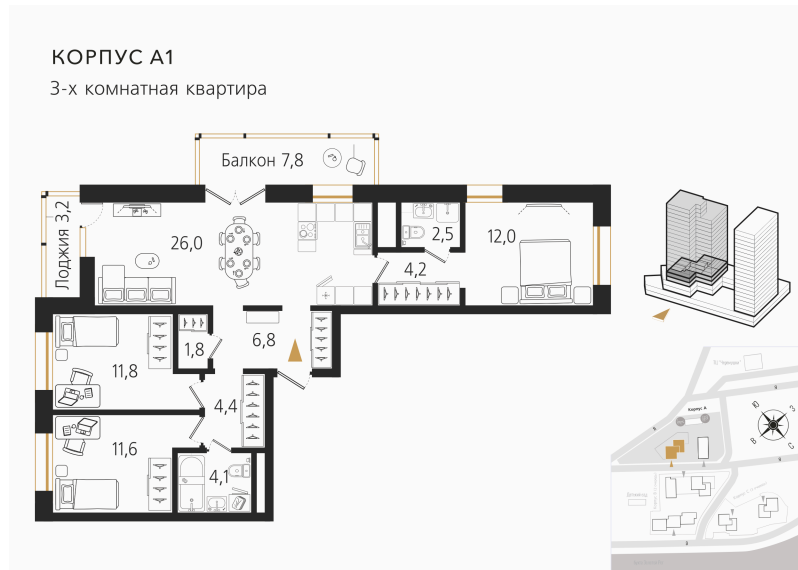 КОРПУС А1
3-х комнатная квартира
Балкон 7,8
Лоджия 3,2
26,0
2,5
12,0
4,2
6,8
1,8
11,8
4,4
11,6
4,1
Корпус А
Ю
З
В
С